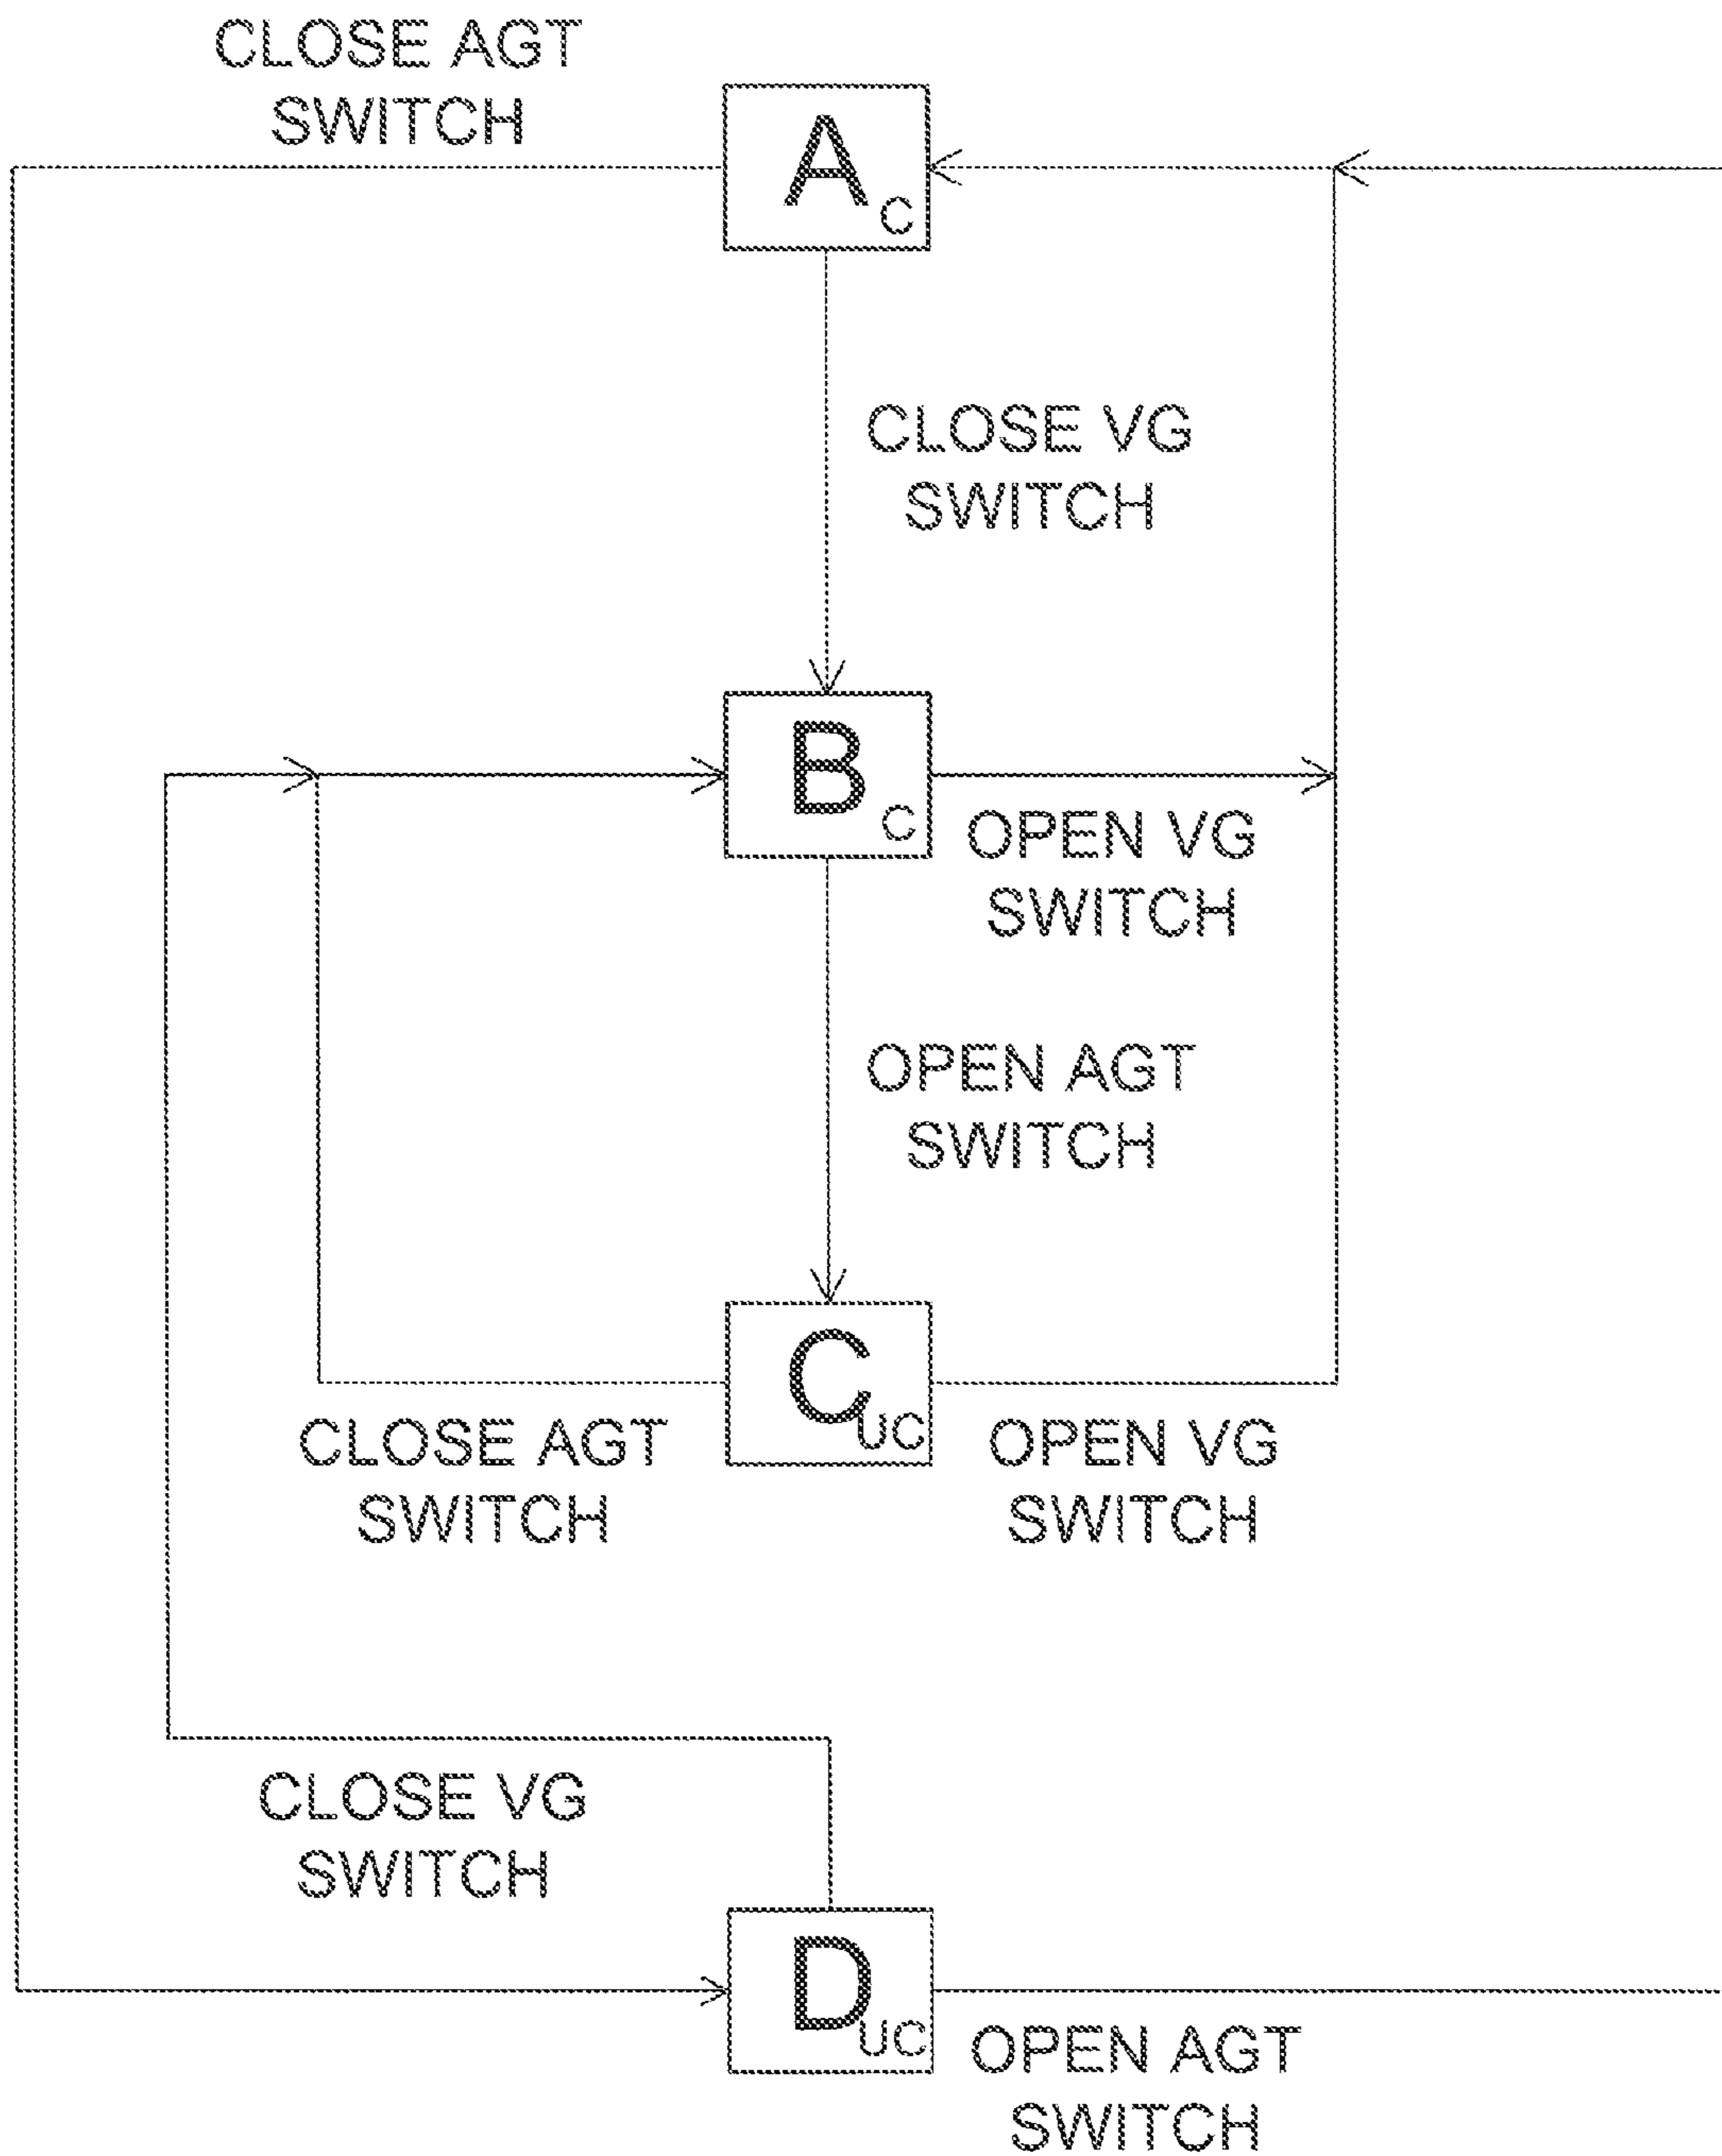 CLOSE AGT
SWITCH
A C
CLOSE VG
SWITCH
B C
OPEN VG
SWITCH
OPEN AGT
SWITCH
C UC
CLOSE AGT
SWITCH
OPEN VG
SWITCH
CLOSE VG
SWITCH
D UC
OPEN AGT
SWITCH